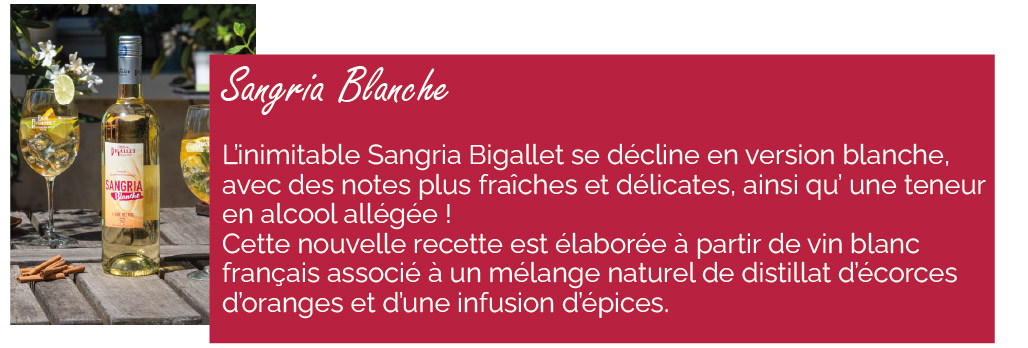 Sangria Blanche
L'inimitable Sangria Bigallet se décline en version blanche,
avec des notes plus fraîches et délicates, ainsi qu' une teneur
en alcool allégée !
Cette nouvelle recette est élaborée à partir de vin blanc
français associé à un mélange naturel de distillat d'écorces
d'oranges et d'une infusion d'épices.
BIGALLET
SANGRIA
Blanche